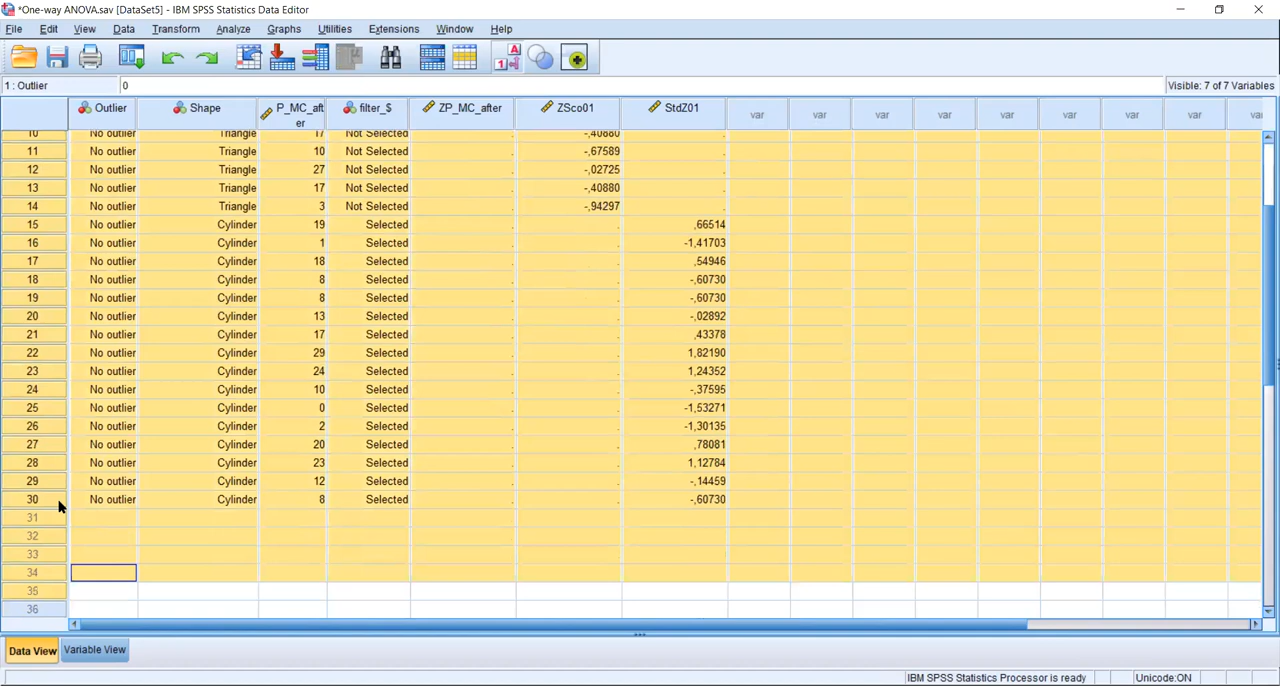 *One-way ANOVA.sav [DataSet5] - IBM SPSS Statistics Data Editor
File Edit View Data Transform Analyze Graphs Utilities Extensions Window Help
1 : Outlier 0 Visible: 7 of 7 Variables
Outlier Shape P_MC_aft er filter_$ ZP_MC_after ZSco01 StdZ01 var var var var var var var var var
10 No outlier Triangle 17 Not Selected . -,40880 .
11 No outlier Triangle 10 Not Selected . -,67589 .
12 No outlier Triangle 27 Not Selected . -,02725 .
13 No outlier Triangle 17 Not Selected . -,40880 .
14 No outlier Triangle 3 Not Selected . -,94297 .
15 No outlier Cylinder 19 Selected . . ,66514
16 No outlier Cylinder 1 Selected . . -1,41703
17 No outlier Cylinder 18 Selected . . ,54946
18 No outlier Cylinder 8 Selected . . -,60730
19 No outlier Cylinder 8 Selected . . -,60730
20 No outlier Cylinder 13 Selected . . -,02892
21 No outlier Cylinder 17 Selected . . ,43378
22 No outlier Cylinder 29 Selected . . 1,82190
23 No outlier Cylinder 24 Selected . . 1,24352
24 No outlier Cylinder 10 Selected . . -,37595
25 No outlier Cylinder 0 Selected . . -1,53271
26 No outlier Cylinder 2 Selected . . -1,30135
27 No outlier Cylinder 20 Selected . . ,78081
28 No outlier Cylinder 23 Selected . . 1,12784
29 No outlier Cylinder 12 Selected . . -,14459
30 No outlier Cylinder 8 Selected . . -,60730
31
32
33
34
35
36
Data View Variable View
IBM SPSS Statistics Processor is ready Unicode:ON